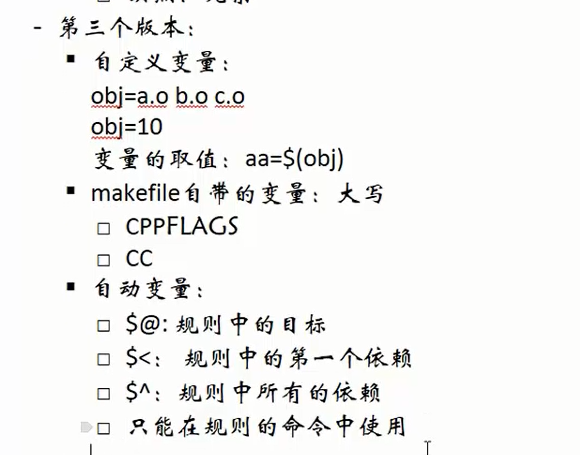 - 第三个版本：
▪ 自定义变量：
obj=a.o b.o c.o
obj=10
变量的取值：aa=$(obj)
▪ makefile自带的变量：大写
□ CPPFLAGS
□ CC
▪ 自动变量：
□ $@: 规则中的目标
□ $<： 规则中的第一个依赖
□ $^：规则中所有的依赖
□ 只能在规则的命令中使用